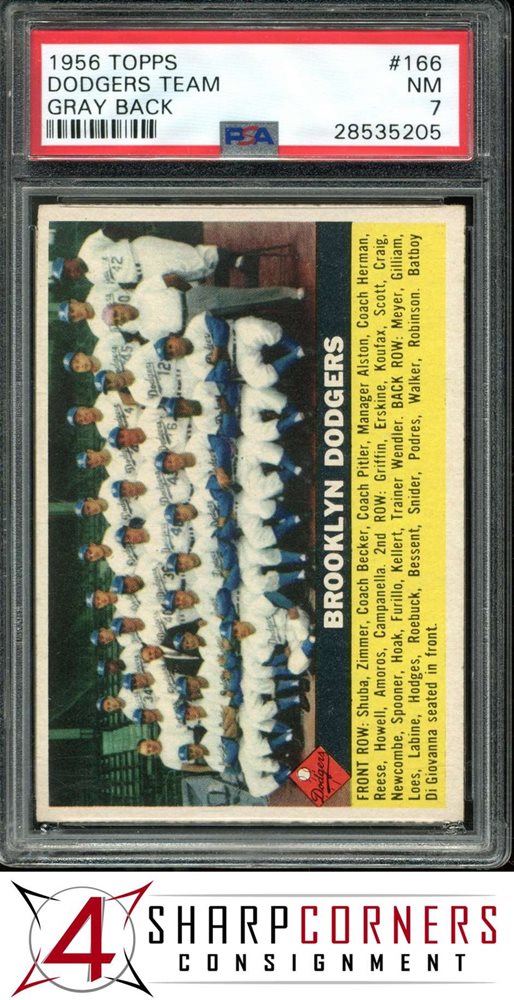 1956 TOPPS #166
DODGERS TEAM NM
GRAY BACK 7
PSA 28535205
BROOKLYN DODGERS
FRONT ROW: Shuba, Zimmer, Coach Becker, Coach Pitler, Manager Alston, Coach Herman,
Reese, Howell, Amoros, Campanella. 2nd ROW: Griffin, Erskine, Koufax, Scott, Craig,
Newcombe, Spooner, Hoak, Furillo, Kellert, Trainer Wendler. BACK ROW: Meyer, Gilliam,
Loes, Labine, Hodges, Roebuck, Bessent, Snider, Podres, Walker, Robinson. Batboy
Di Giovanna seated in front.
Dodgers
4 SHARPCORNERS
CONSIGNMENT